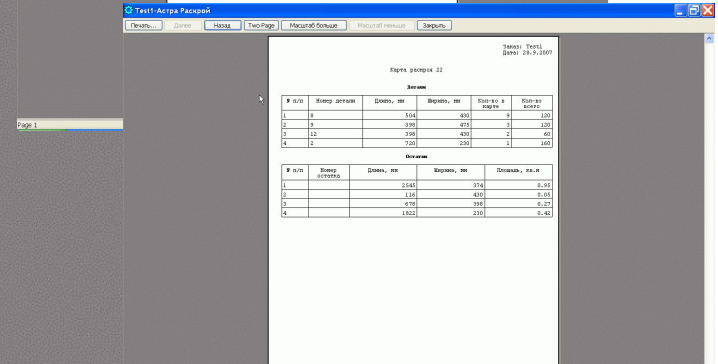 Test1-Астра Раскрой
Печать... Далее Назад Two Page Масштаб больше Масштаб меньше Закрыть
Заказ: Test1
Дата: 28.9.2007
Карта раскроя 22
Детали
№ п/п Номер детали Длина, мм Ширина, мм Кол-во в карте Кол-во всего
1 8 504 430 9 120
2 9 398 475 3 120
3 12 398 430 2 60
4 2 720 230 1 160
Остатки
№ п/п Номер остатка Длина, мм Ширина, мм Площадь, кв.м
1 2545 374 0.95
2 116 430 0.05
3 678 398 0.27
4 1822 230 0.42
Page 1